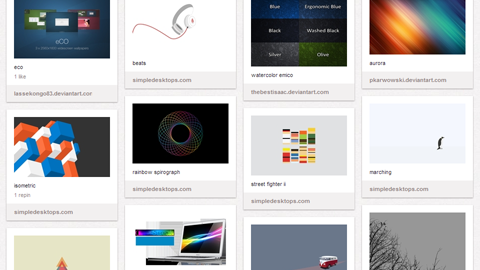 eco
1 like
lassekongo83.deviantart.cor
isometric
1 repin
simpledesktops.com
beats
simpledesktops.com
rainbow spirograph
simpledesktops.com
Blue
Ergonomic Blue
Black
Washed Black
Silver
Olive
watercolor emico
thebestisaac.deviantart.com
street fighter ii
simpledesktops.com
aurora
pkarwowski.deviantart.com
marching
simpledesktops.com